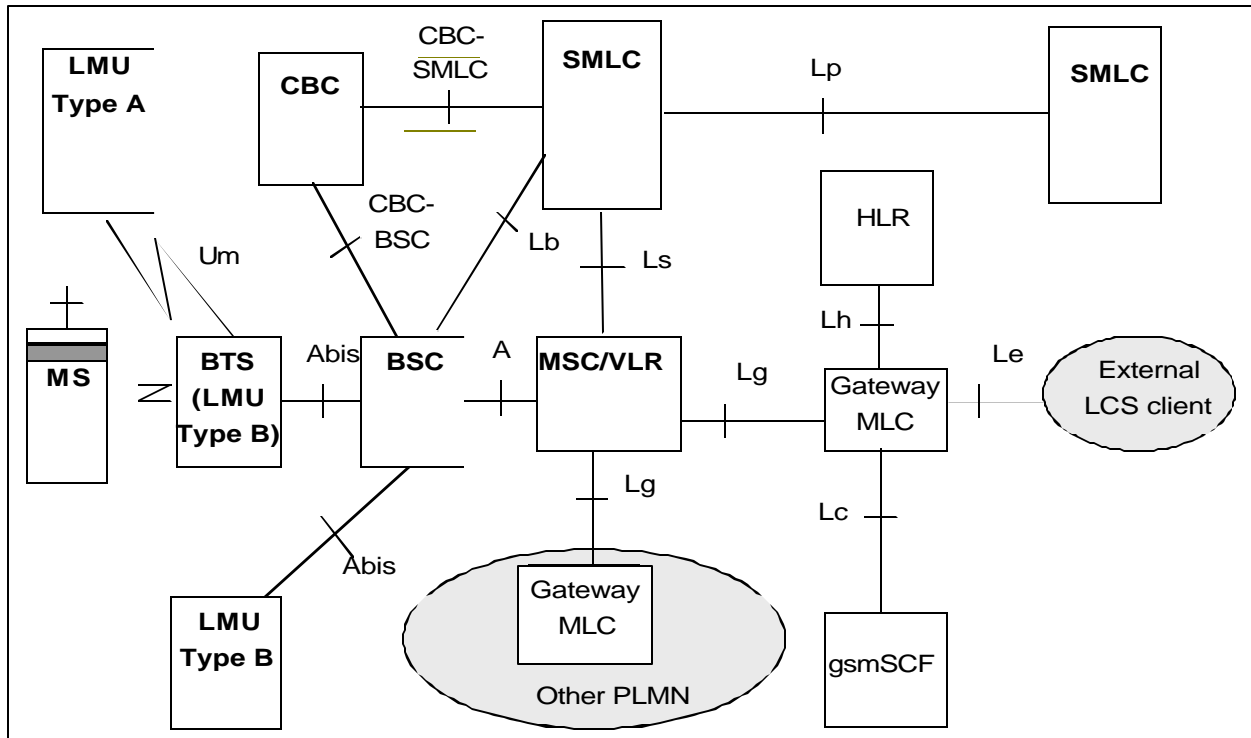 LMU
Type A
CBC
CBC-
SMLC
SMLC
Lp
SMLC
CBC-
BSC
Lb
Ls
HLR
Um
Lh
MS
BTS
(LMU
Type B)
Abis
BSC
A
MSC/VLR
Lg
Gateway
MLC
Le
External
LCS client
Abis
Lg
Lc
LMU
Type B
Gateway
MLC
Other PLMN
gsmSCF